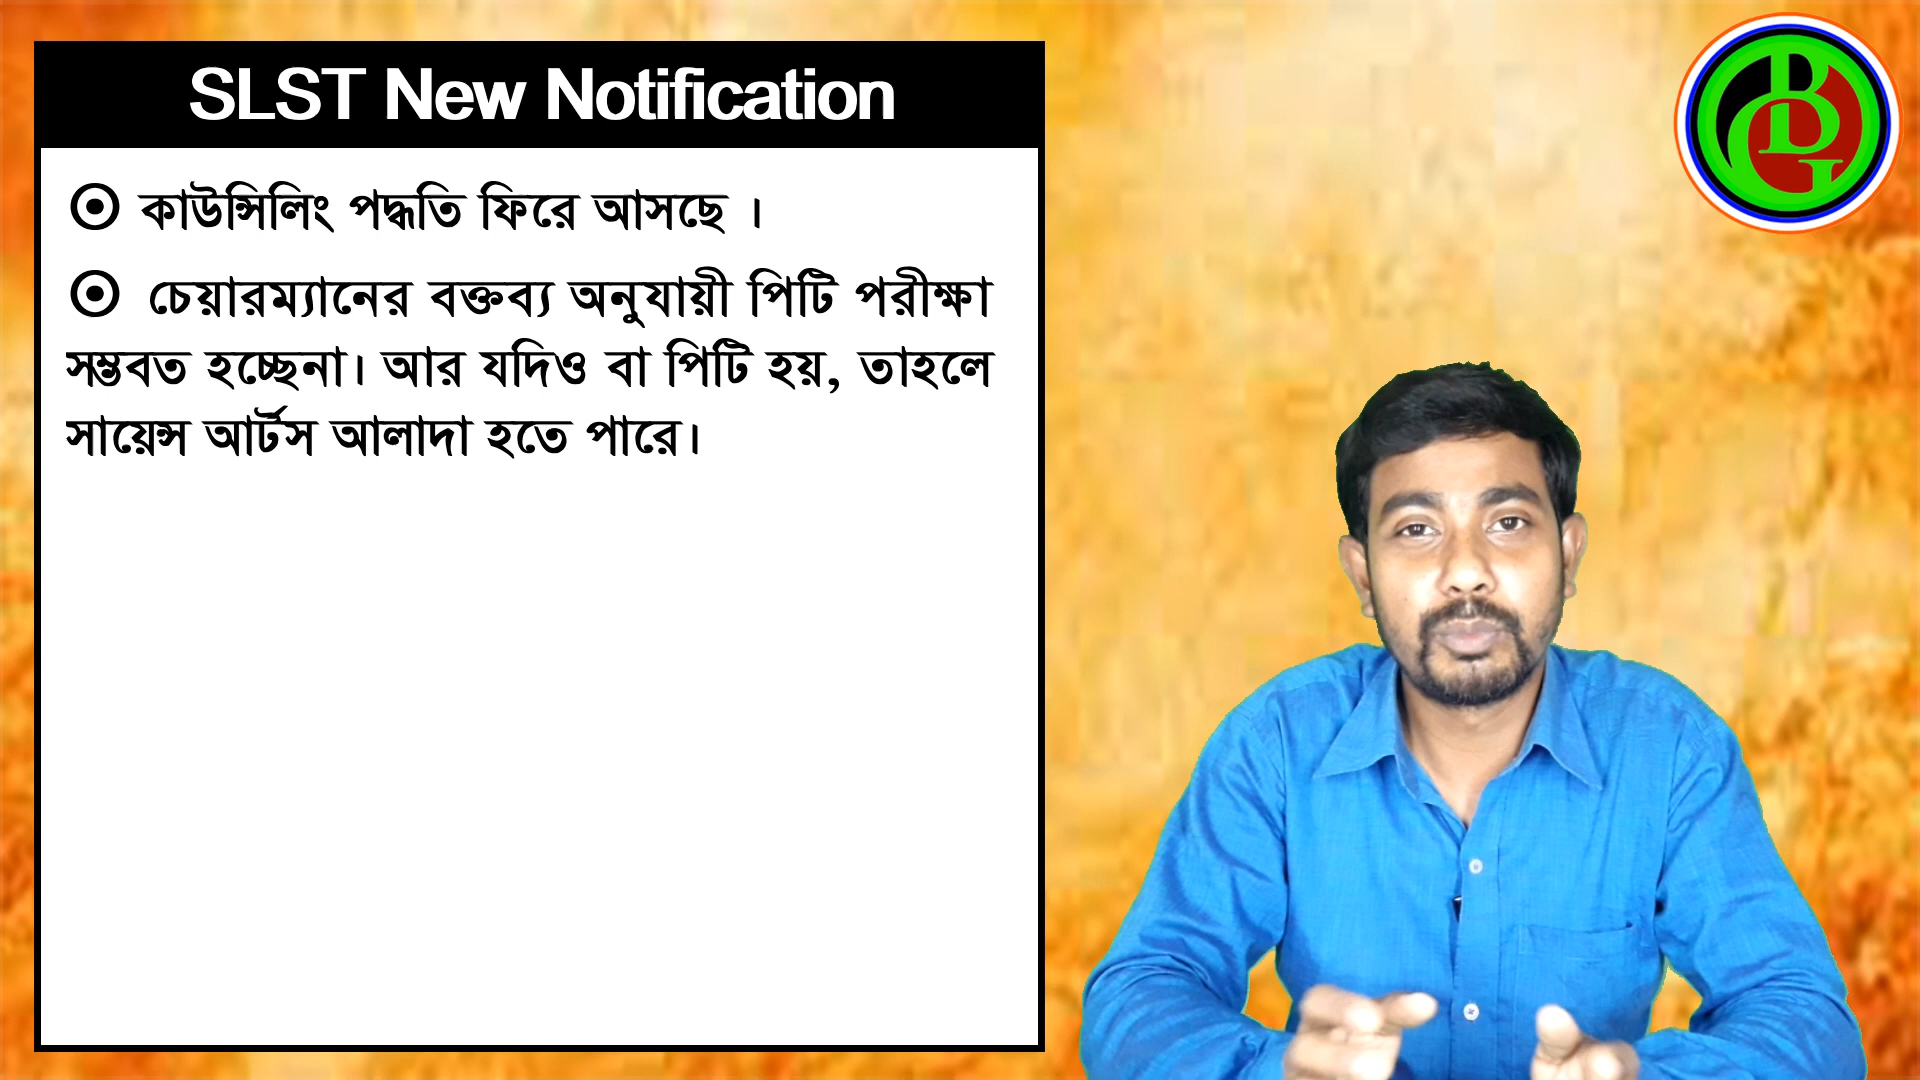 SLST New Notification
⦿ কাউন্সিলিং পদ্ধতি ফিরে আসছে ।
⦿ চেয়ারম্যানের বক্তব্য অনুযায়ী পিটি পরীক্ষা
সম্ভবত হচ্ছেনা। আর যদিও বা পিটি হয়, তাহলে
সায়েন্স আর্টস আলাদা হতে পারে।
BDG